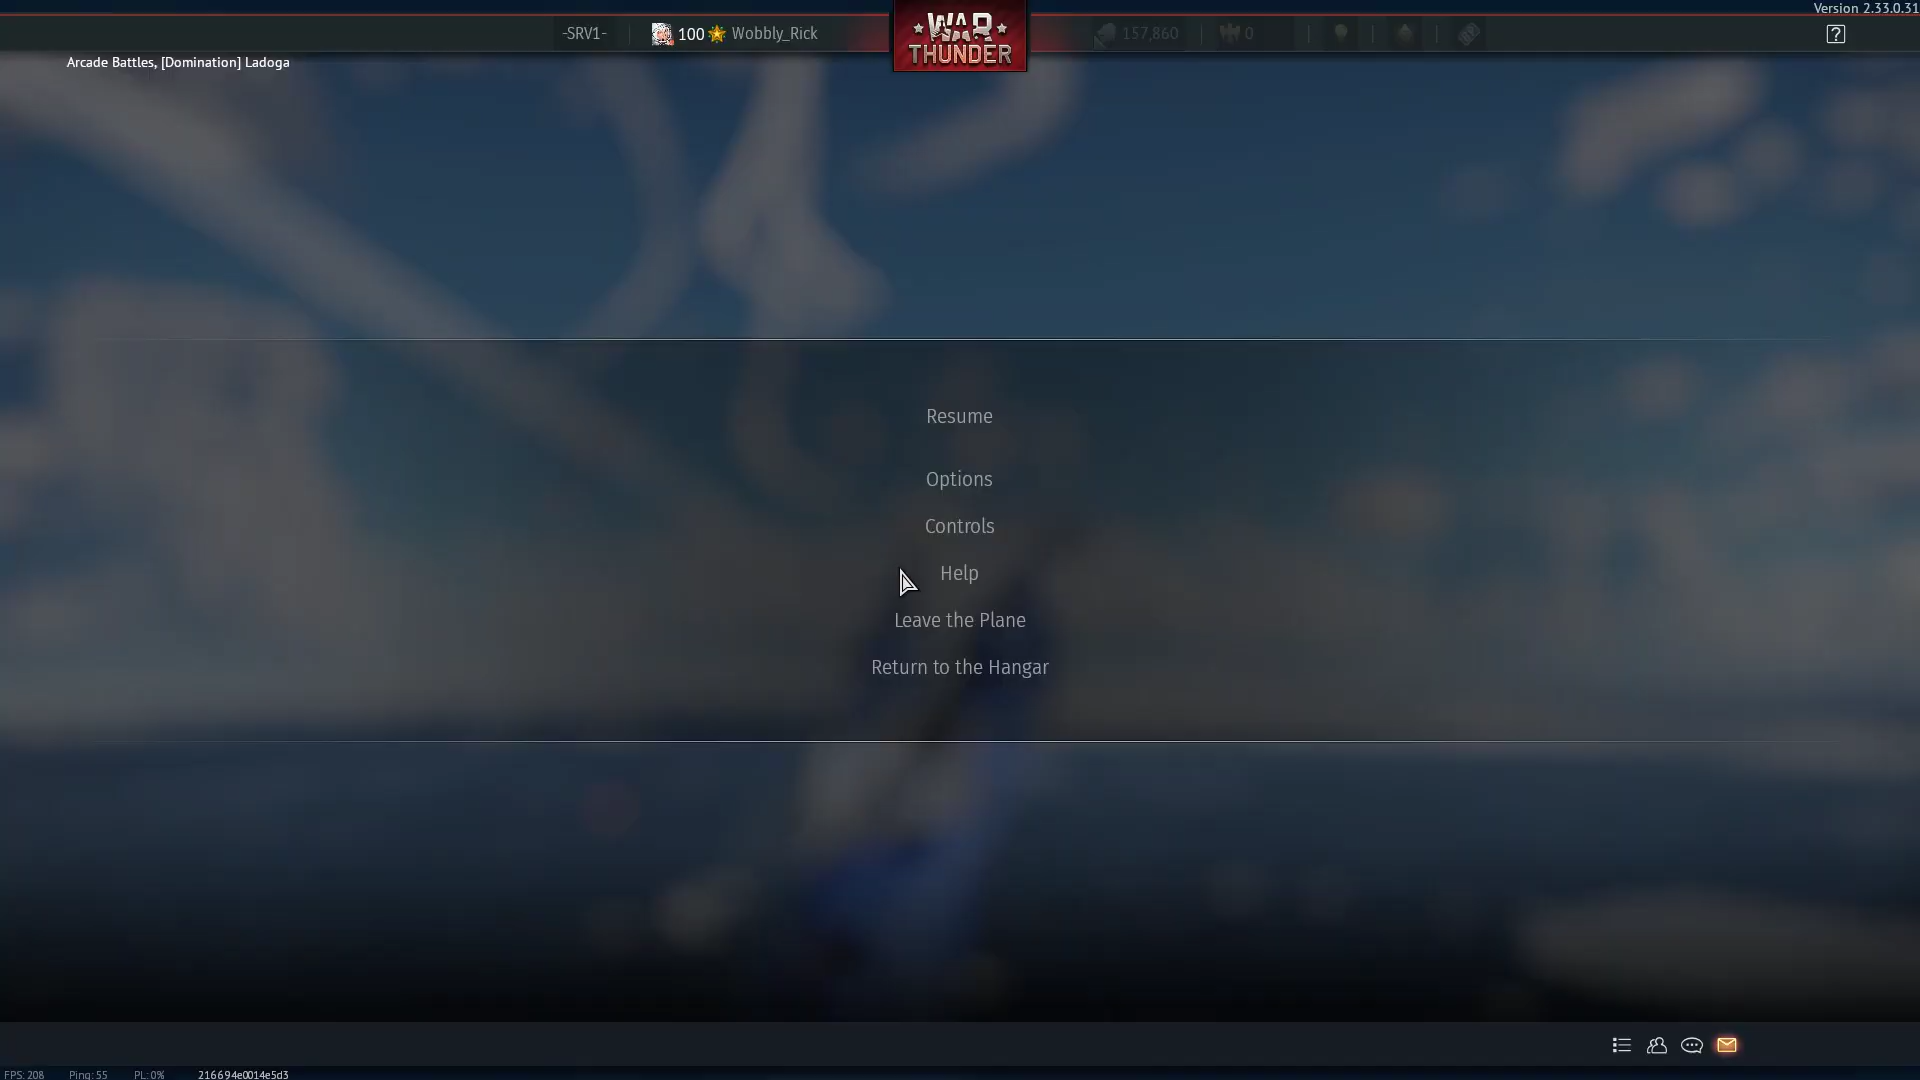 Version 2.33.0.31
-SRV1- 100 Wobbly_Rick WAR THUNDER 157,860 0 ?
Arcade Battles, [Domination] Ladoga
Resume
Options
Controls
Help
Leave the Plane
Return to the Hangar
FPS: 208 Ping: 55 PL: 0% 216694e0014e5d3